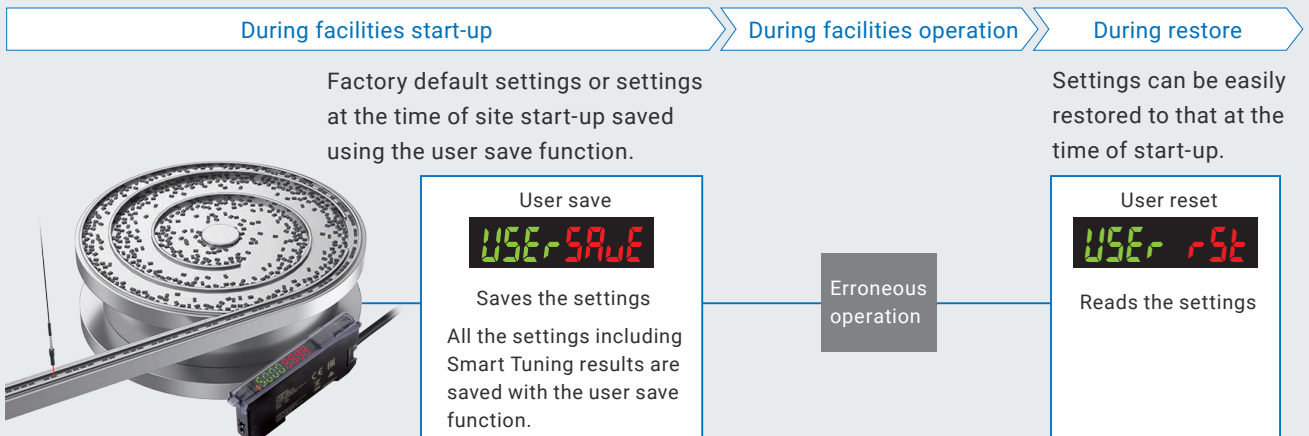 During facilities start-up
During facilities operation
During restore
Factory default settings or settings
at the time of site start-up saved
using the user save function.
Settings can be easily
restored to that at the
time of start-up.
User save
USEr SAvE
Saves the settings
All the settings including
Smart Tuning results are
saved with the user save
function.
Erroneous
operation
User reset
USEr rSt
Reads the settings